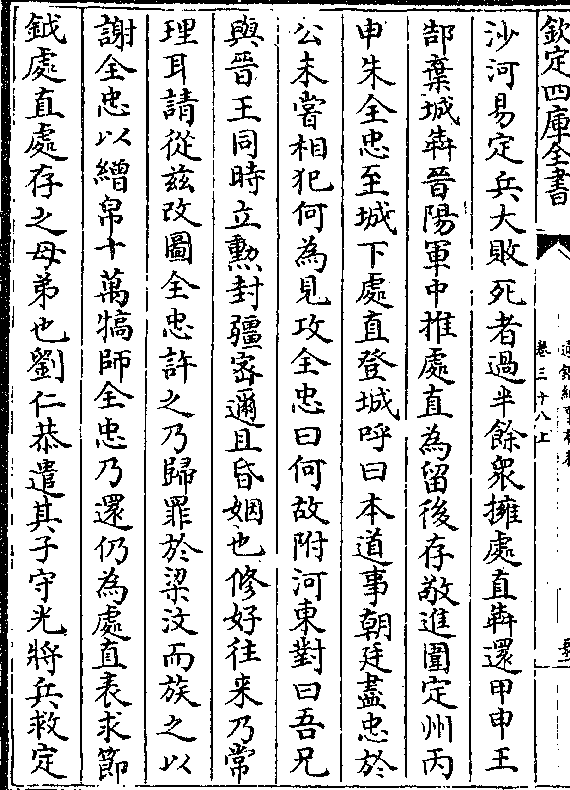 欽定四庫全書
卷三十八上
沙河易定兵大敗死者過半餘衆擁處直犇還甲申王
郜棄城犇晉陽軍中推處直為留後存敬進圍定州丙
申朱全忠至城下處直登城呼曰本道事朝廷盡忠於
公未嘗相犯何為見攻全忠曰何故附河東對曰吾兄
與晉王同時立勲封疆密邇且昏姻也修好往来乃常
理耳請從兹改圖全忠許之乃歸罪於梁汶而族之以
謝全忠以繒帛十萬犒師全忠乃還仍為處直表求節
鉞處直處存之母弟也劉仁恭遣其子守光將兵救定